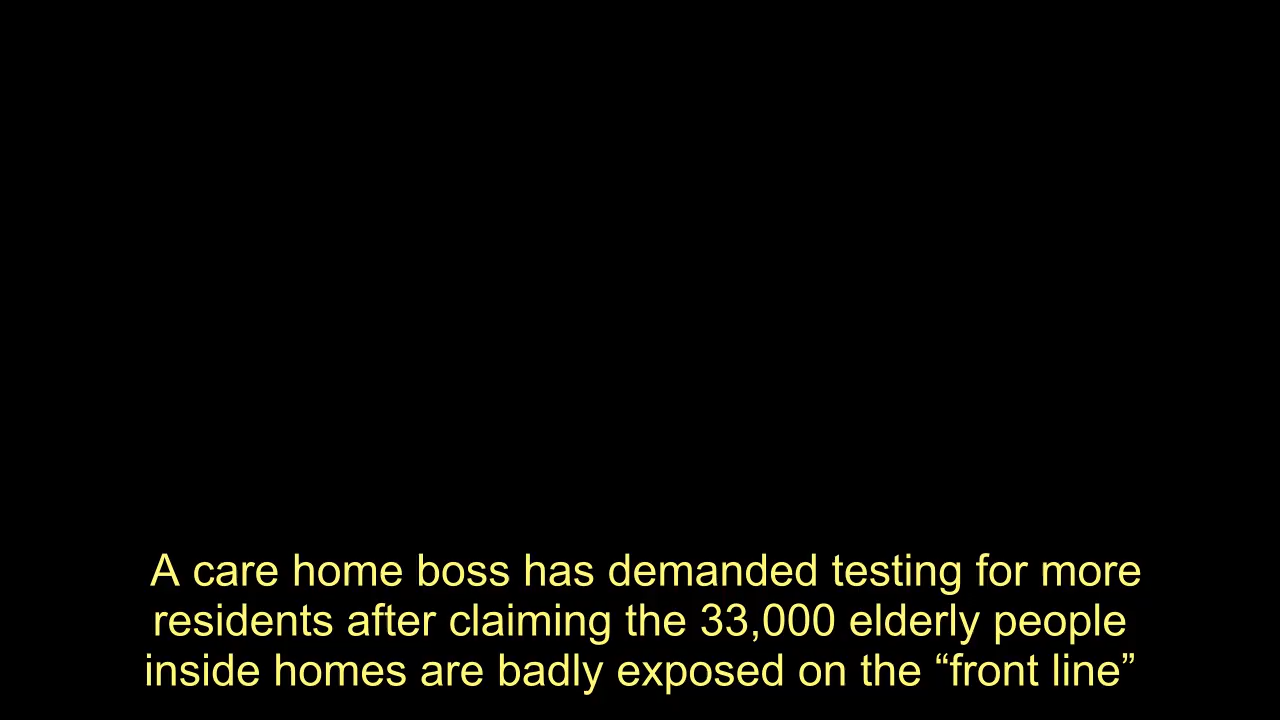 A care home boss has demanded testing for more
residents after claiming the 33,000 elderly people
inside homes are badly exposed on the “front line”